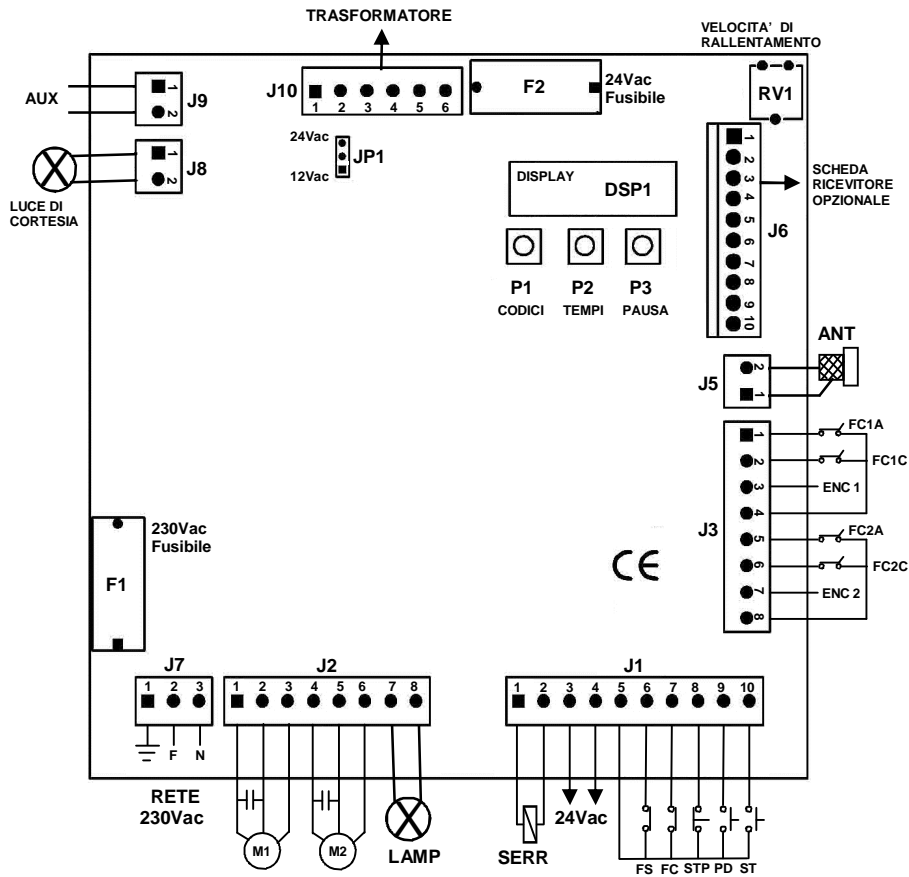 TRASFORMATORE
VELOCITA' DI
RALLENTAMENTO
AUX
1
2
J9
J10
1 2 3 4 5 6
F2
24Vac
Fusibile
RV1
24Vac
12Vac
JP1
1
2
J8
LUCE DI
CORTESIA
DISPLAY
DSP1
1
2
3
4
5
6
7
8
9
10
J6
SCHEDA
RICEVITORE
OPZIONALE
P1
CODICI
P2
TEMPI
P3
PAUSA
ANT
J5
2
1
J3
1
2
3
4
5
6
7
8
FC1A
FC1C
ENC 1
FC2A
FC2C
ENC 2
CE
F1
230Vac
Fusibile
J7
1 2 3
F N
RETE
230Vac
J2
1 2 3 4 5 6 7 8
M1
M2
LAMP
J1
1 2 3 4 5 6 7 8 9 10
SERR
24Vac
FS FC STP PD ST